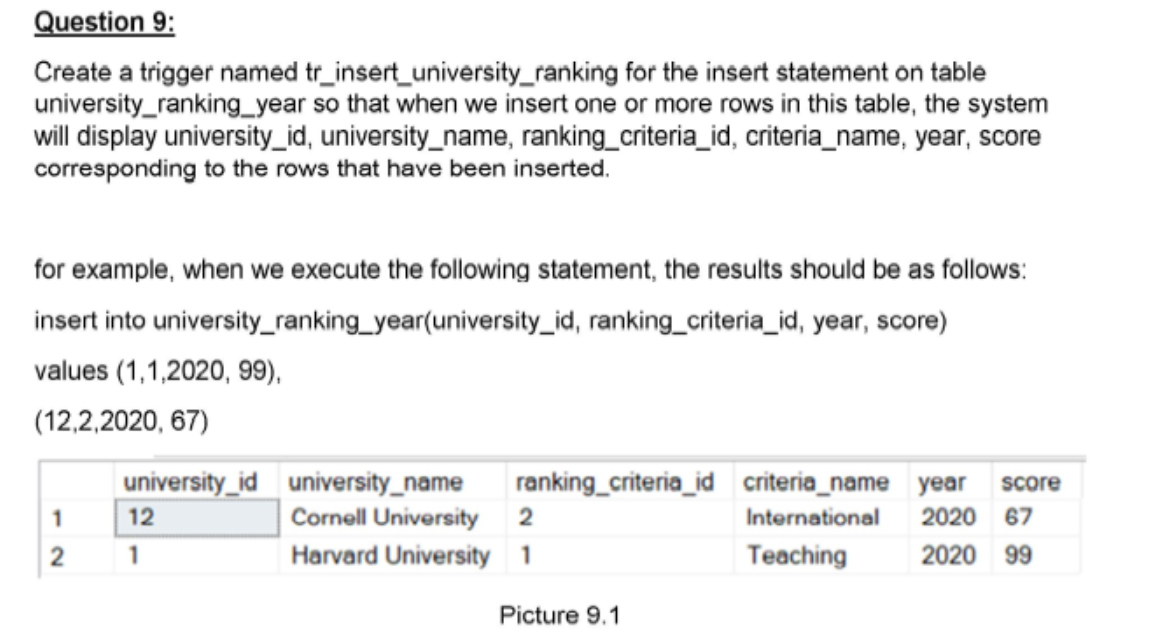 Question 9:
Create a trigger named tr_insert_university_ranking for the insert statement on table
university_ranking_year so that when we insert one or more rows in this table, the system
will display university_id, university_name, ranking_criteria_id, criteria_name, year, score
corresponding to the rows that have been inserted.
for example, when we execute the following statement, the results should be as follows:
insert into university_ranking_year(university_id, ranking_criteria_id, year, score)
values (1,1,2020, 99),
(12,2,2020, 67)
university_id university_name ranking_criteria_id criteria_name year score
1 12 Cornell University 2 International 2020 67
2 1 Harvard University 1 Teaching 2020 99
Picture 9.1